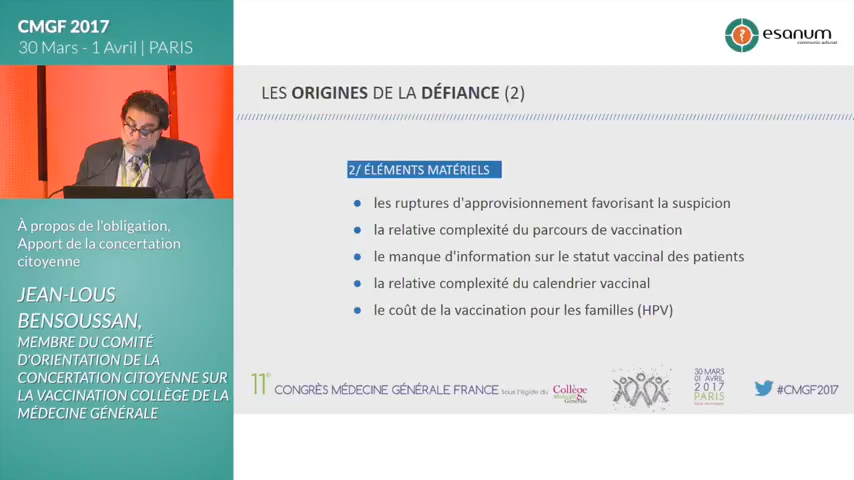 CMGF 2017
30 Mars - 1 Avril | PARIS
esanum
LES ORIGINES DE LA DÉFIANCE (2)
2/ ÉLÉMENTS MATÉRIELS
les ruptures d'approvisionnement favorisant la suspicion
la relative complexité du parcours de vaccination
le manque d'information sur le statut vaccinal des patients
la relative complexité du calendrier vaccinal
le coût de la vaccination pour les familles (HPV)
À propos de l'obligation,
Apport de la concertation
citoyenne
JEAN-LOUS
BENSOUSSAN,
MEMBRE DU COMITÉ
D'ORIENTATION DE LA
CONCERTATION CITOYENNE SUR
LA VACCINATION COLLÈGE DE LA
MÉDECINE GÉNÉRALE
11e CONGRÈS MÉDECINE GÉNÉRALE FRANCE Sous l'égide du Collège
Générale
30 MARS
01 AVRIL
2017
PARIS
#CMGF2017